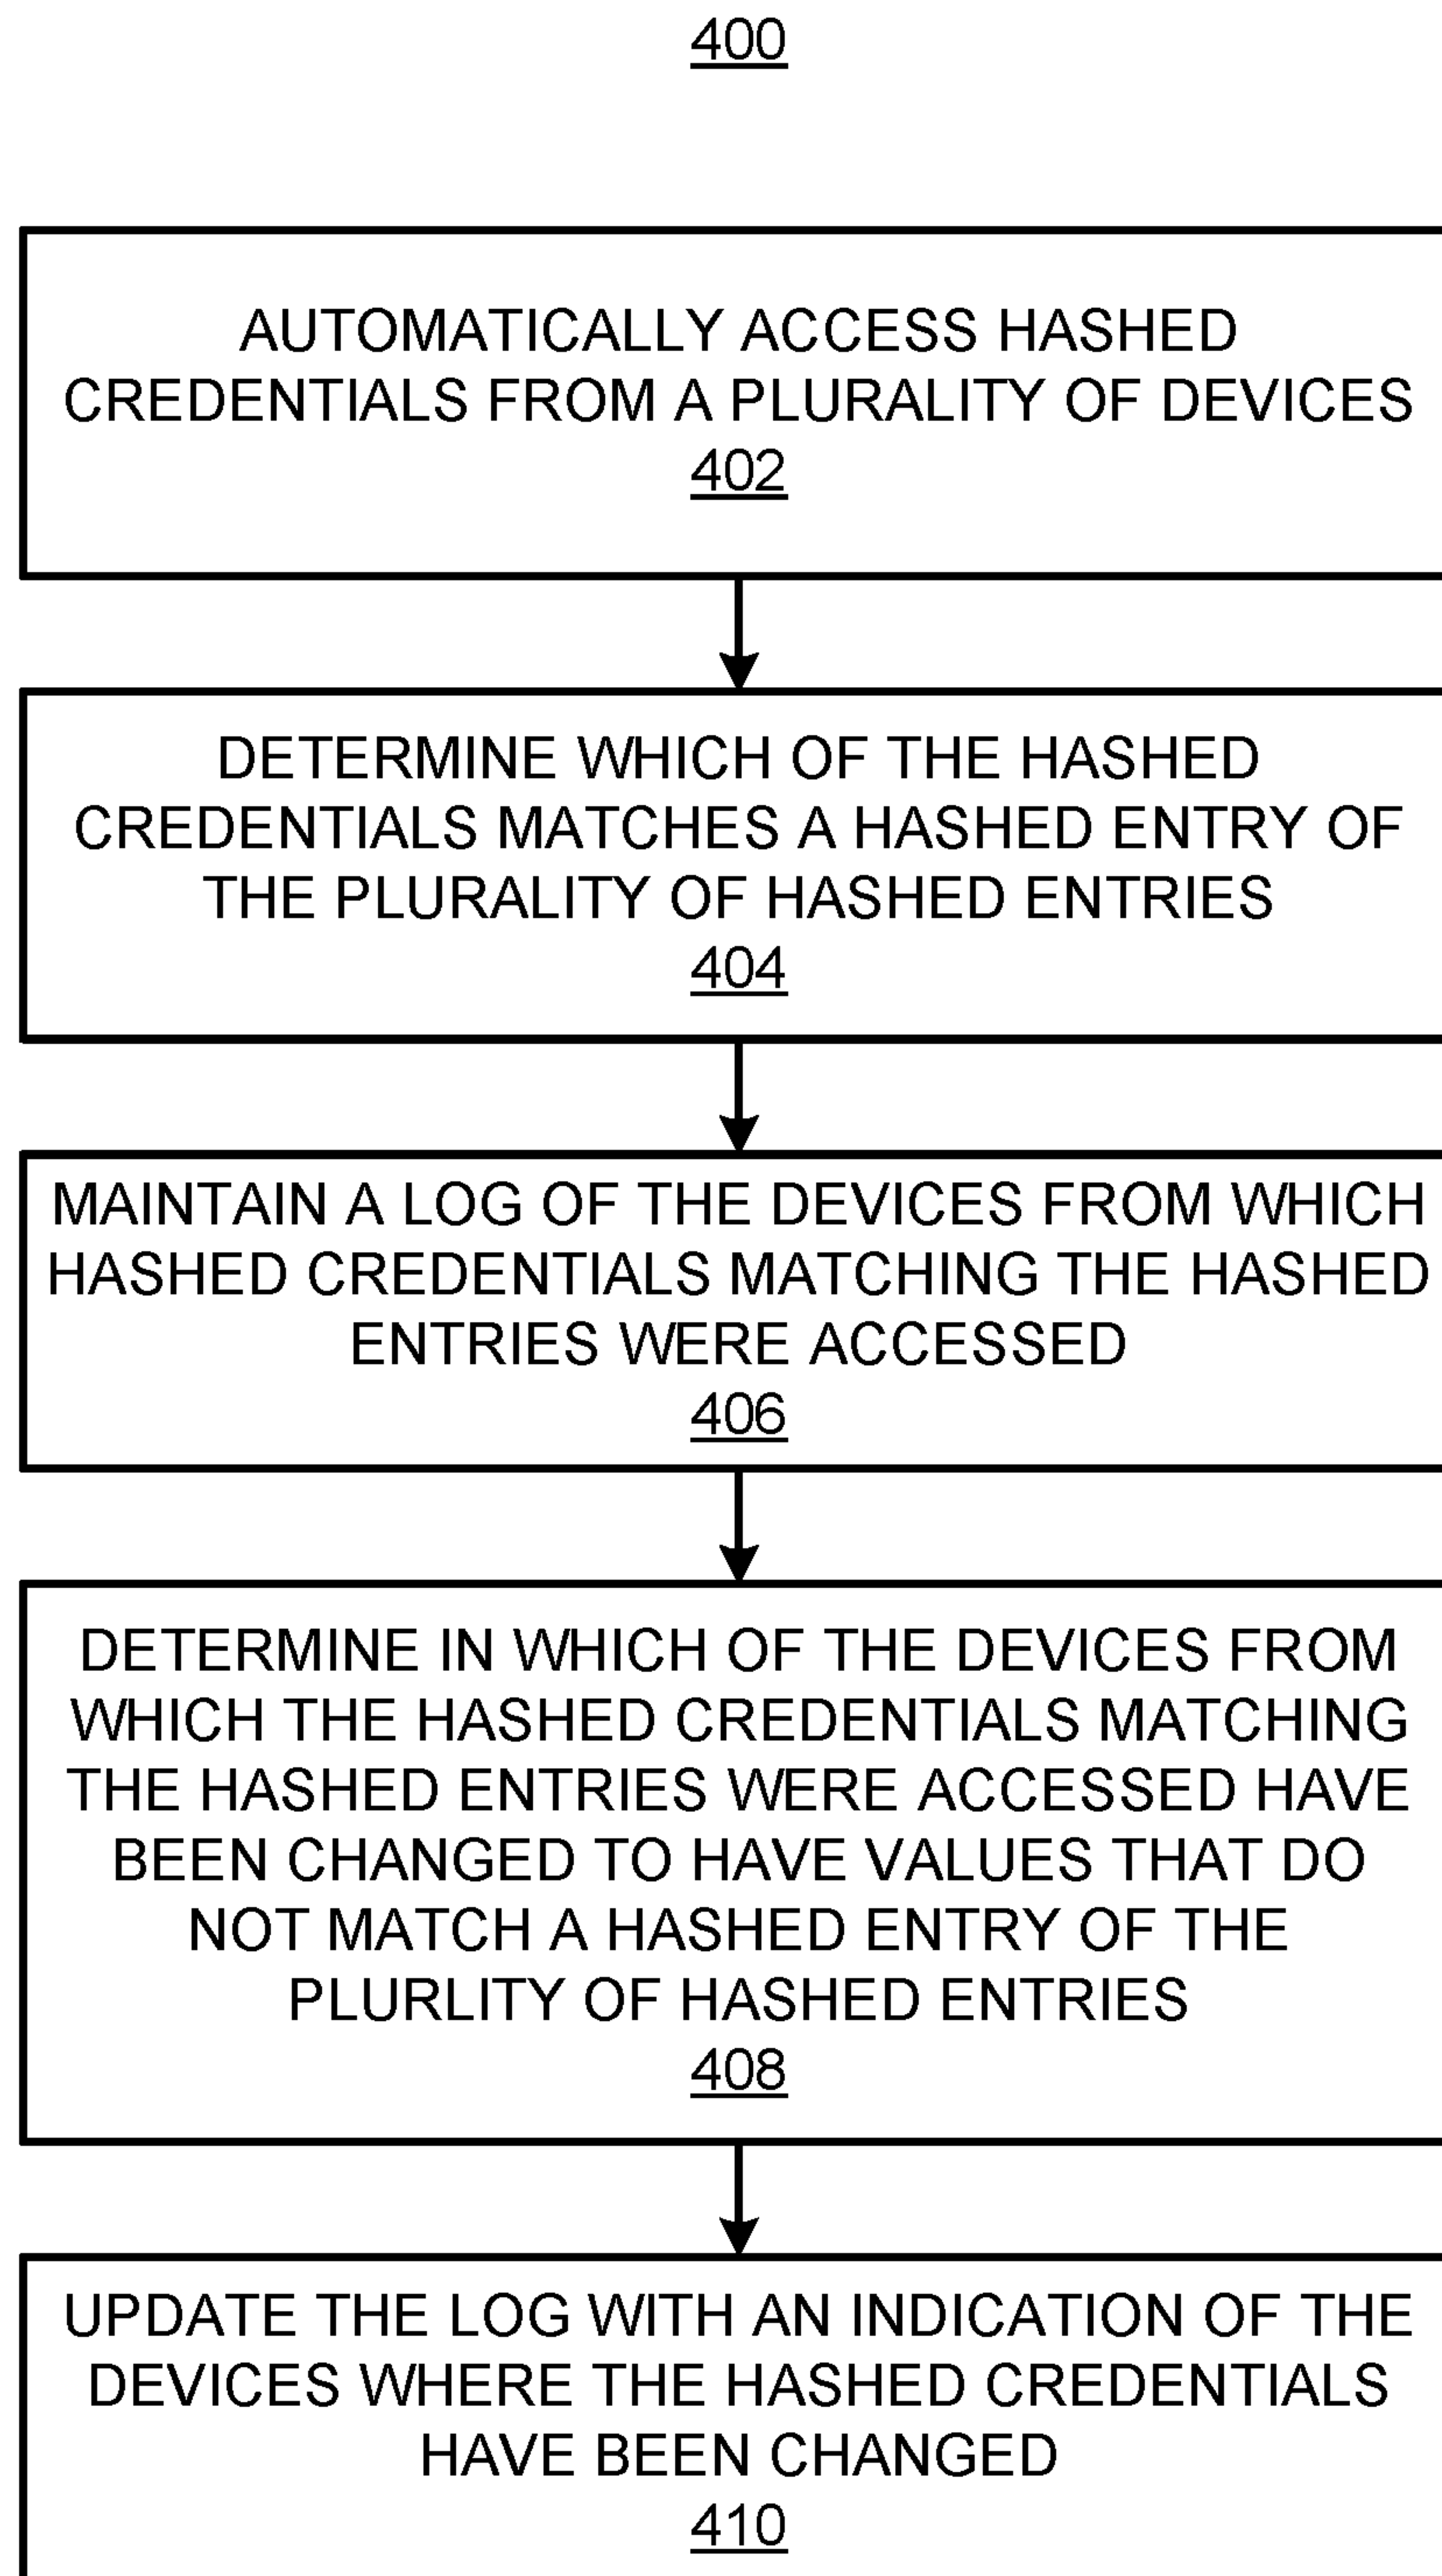 400
AUTOMATICALLY ACCESS HASHED
CREDENTIALS FROM A PLURALITY OF DEVICES
402
DETERMINE WHICH OF THE HASHED
CREDENTIALS MATCHES A HASHED ENTRY OF
THE PLURALITY OF HASHED ENTRIES
404
MAINTAIN A LOG OF THE DEVICES FROM WHICH
HASHED CREDENTIALS MATCHING THE HASHED
ENTRIES WERE ACCESSED
406
DETERMINE IN WHICH OF THE DEVICES FROM
WHICH THE HASHED CREDENTIALS MATCHING
THE HASHED ENTRIES WERE ACCESSED HAVE
BEEN CHANGED TO HAVE VALUES THAT DO
NOT MATCH A HASHED ENTRY OF THE
PLURLITY OF HASHED ENTRIES
408
UPDATE THE LOG WITH AN INDICATION OF THE
DEVICES WHERE THE HASHED CREDENTIALS
HAVE BEEN CHANGED
410